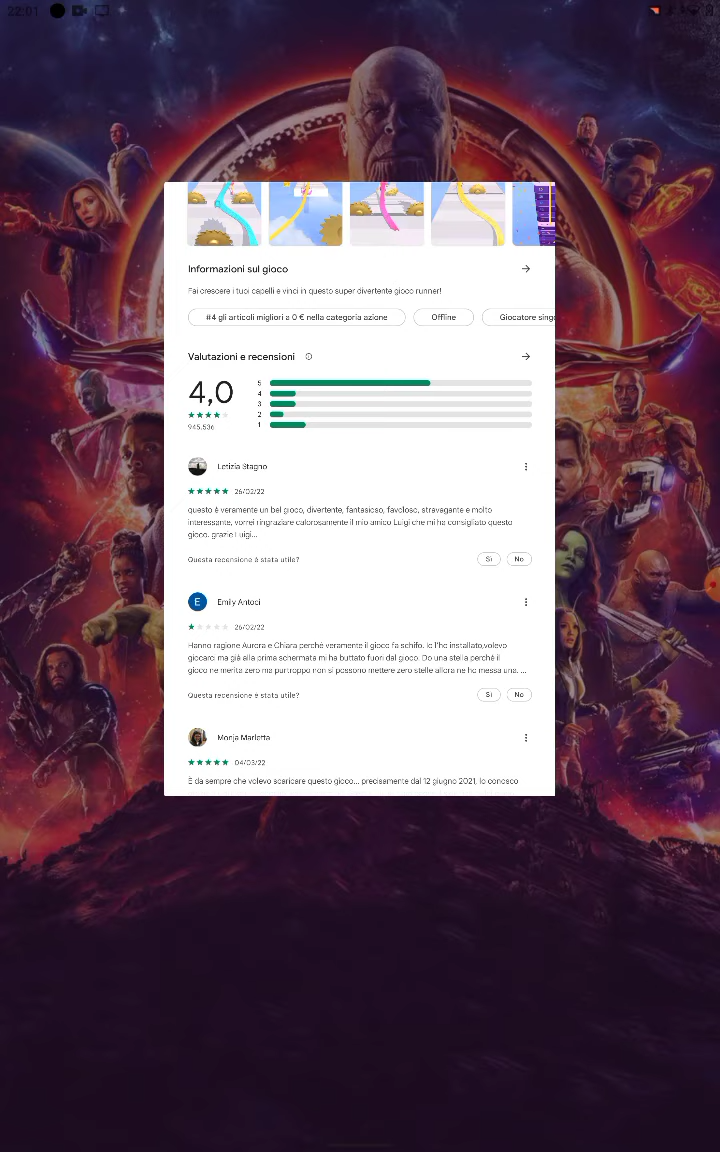 22:01
Informazioni sul gioco
Fai crescere i tuoi capelli e vinci in questo super divertente gioco runner!
#4 gli articoli migliori a 0 € nella categoria azione
Offline
Giocatore singo
Valutazioni e recensioni
4,0
945.536
5
4
3
2
1
Letizia Stagno
26/02/22
questo è veramente un bel gioco, divertente, fantasioso, favoloso, stravagante e molto
interessante, vorrei ringraziare calorosamente il mio amico Luigi che mi ha consigliato questo
gioco. grazie Luigi...
Questa recensione è stata utile?
Sì
No
E
Emily Antoci
26/02/22
Hanno ragione Aurora e Chiara perché veramente il gioco fa schifo. Io l'ho installato,volevo
giocarci ma già alla prima schermata mi ha buttato fuori dal gioco. Do una stella perché il
gioco ne merita zero ma purtroppo non si possono mettere zero stelle allora ne ho messa una. ...
Questa recensione è stata utile?
Sì
No
Monja Marletta
04/03/22
È da sempre che volevo scaricare questo gioco... precisamente dal 12 giugno 2021, lo conosco